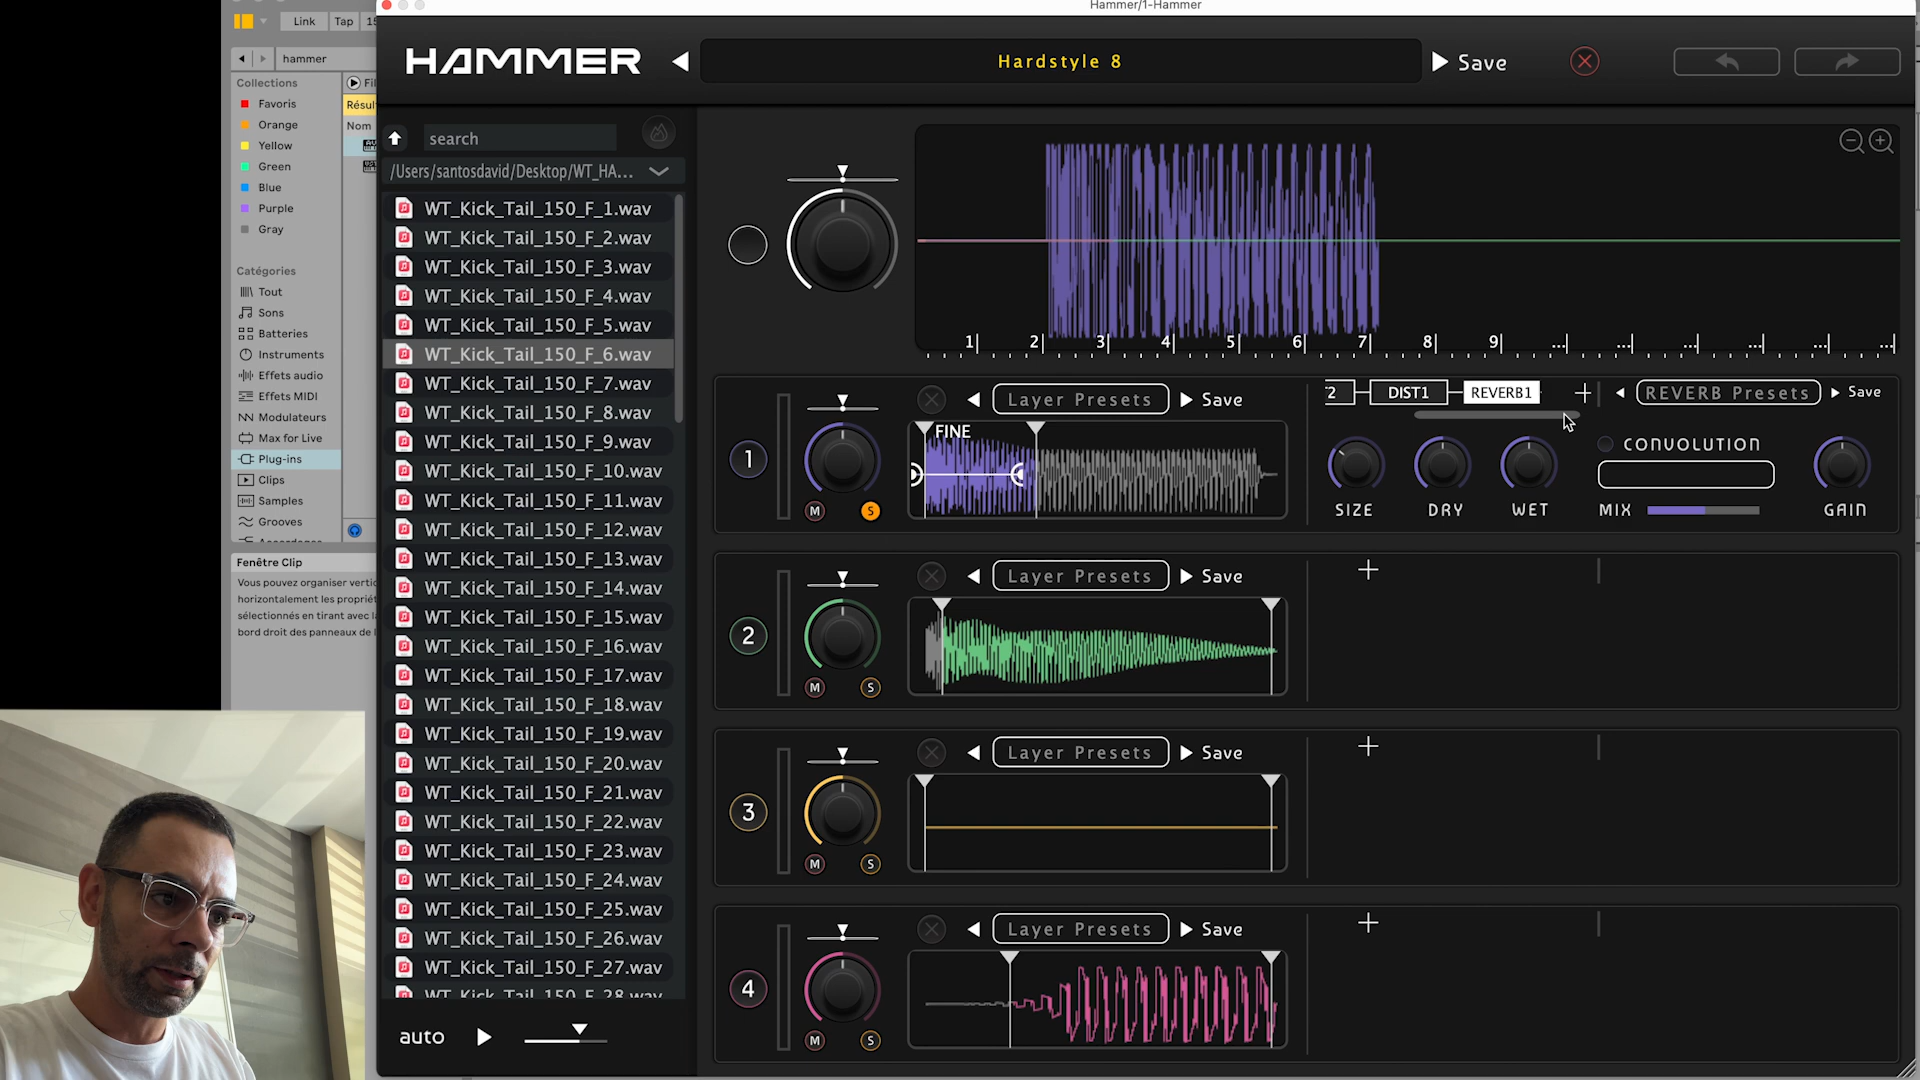 Hammer/1-Hammer
Link
Tap
HAMMER
Hardstyle 8
Save
hammer
Collections
Favoris
Orange
Yellow
Green
Blue
Purple
Gray
Catégories
Tout
Sons
Batteries
Instruments
Effets audio
Effets MIDI
Modulateurs
Max for Live
Plug-ins
Clips
Samples
Grooves
Nom
Fenêtre Clip
Vous pouvez organiser
horizontalement les
sélectionnés en tirant avec
bord droit des panneaux de
search
/Users/santosdavid/Desktop/WT_HA...
WT_Kick_Tail_150_F_1.wav
WT_Kick_Tail_150_F_2.wav
WT_Kick_Tail_150_F_3.wav
WT_Kick_Tail_150_F_4.wav
WT_Kick_Tail_150_F_5.wav
WT_Kick_Tail_150_F_6.wav
WT_Kick_Tail_150_F_7.wav
WT_Kick_Tail_150_F_8.wav
WT_Kick_Tail_150_F_9.wav
WT_Kick_Tail_150_F_10.wav
WT_Kick_Tail_150_F_11.wav
WT_Kick_Tail_150_F_12.wav
WT_Kick_Tail_150_F_13.wav
WT_Kick_Tail_150_F_14.wav
WT_Kick_Tail_150_F_15.wav
WT_Kick_Tail_150_F_16.wav
WT_Kick_Tail_150_F_17.wav
WT_Kick_Tail_150_F_18.wav
WT_Kick_Tail_150_F_19.wav
WT_Kick_Tail_150_F_20.wav
WT_Kick_Tail_150_F_21.wav
WT_Kick_Tail_150_F_22.wav
WT_Kick_Tail_150_F_23.wav
WT_Kick_Tail_150_F_24.wav
WT_Kick_Tail_150_F_25.wav
WT_Kick_Tail_150_F_26.wav
WT_Kick_Tail_150_F_27.wav
WT_Kick_Tail_150_F_28.wav
auto
1 2 3 4 5 6 7 8 9 ... ... ... ... ... ...
1
M S
Layer Presets
Save
FINE
2 DIST1 REVERB1 +
REVERB Presets
Save
SIZE DRY WET
CONVOLUTION
MIX
GAIN
2
M S
Layer Presets
Save
+
3
M S
Layer Presets
Save
+
4
M S
Layer Presets
Save
+